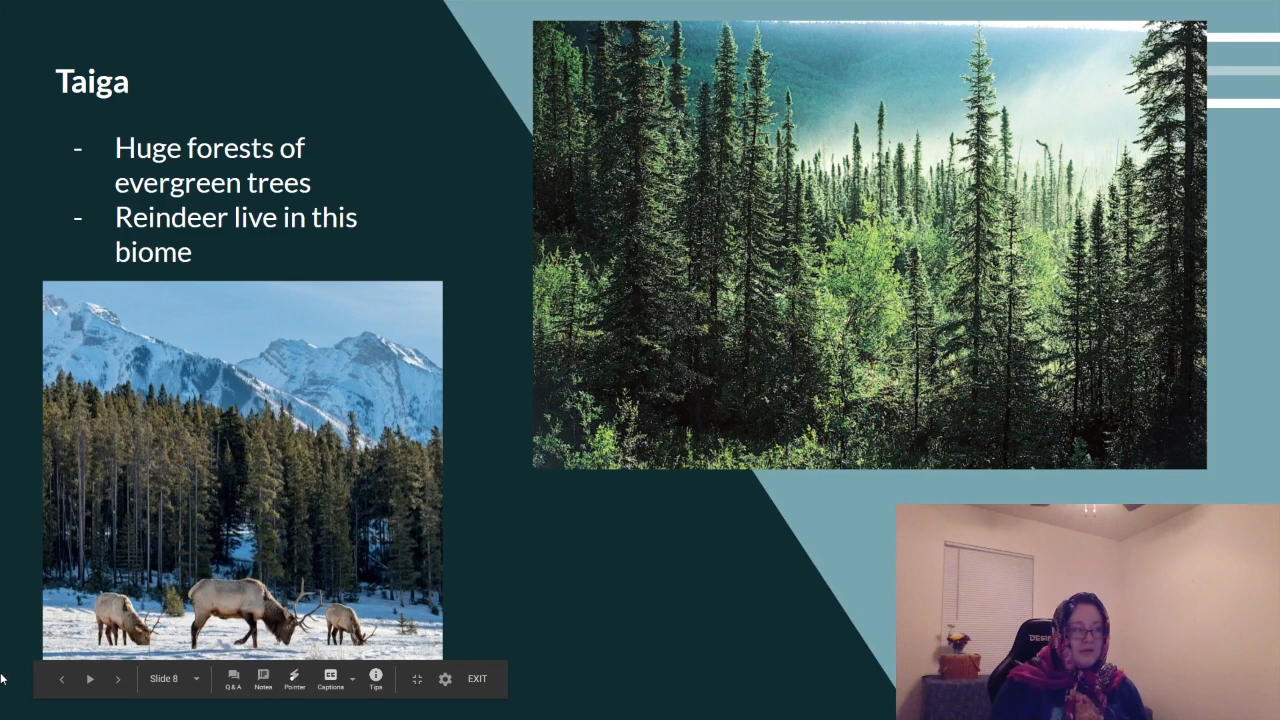 Taiga
- Huge forests of
evergreen trees
- Reindeer live in this
biome
Slide 8
Q&A
Notes
Pointer
Captions
Tips
EXIT